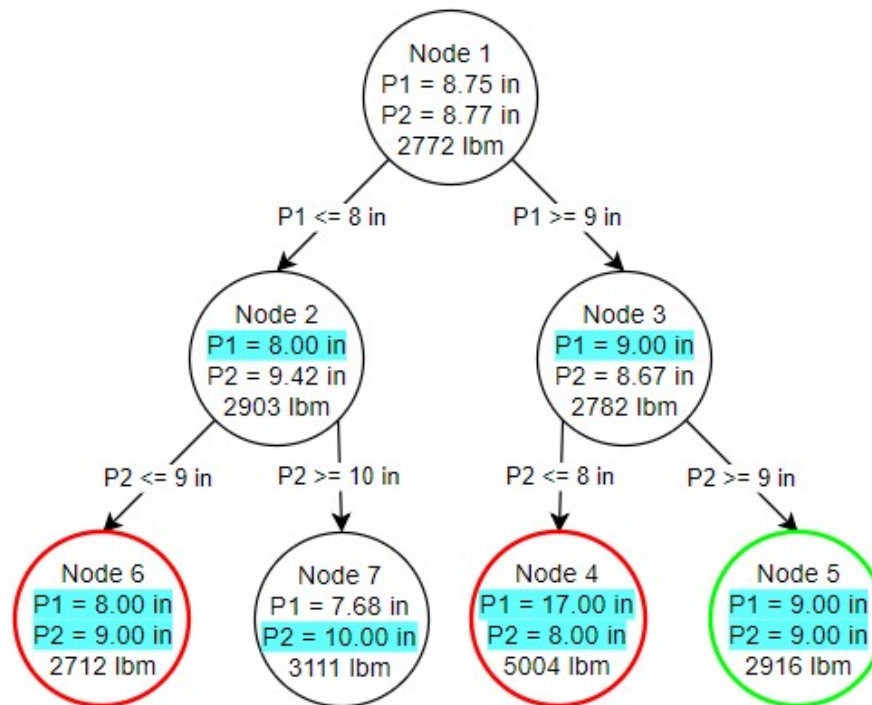 Node 1
P1 = 8.75 in
P2 = 8.77 in
2772 lbm
P1 <= 8 in
P1 >= 9 in
Node 2
P1 = 8.00 in
P2 = 9.42 in
2903 lbm
Node 3
P1 = 9.00 in
P2 = 8.67 in
2782 lbm
P2 <= 9 in
P2 >= 10 in
P2 <= 8 in
P2 >= 9 in
Node 6
P1 = 8.00 in
P2 = 9.00 in
2712 lbm
Node 7
P1 = 7.68 in
P2 = 10.00 in
3111 lbm
Node 4
P1 = 17.00 in
P2 = 8.00 in
5004 lbm
Node 5
P1 = 9.00 in
P2 = 9.00 in
2916 lbm